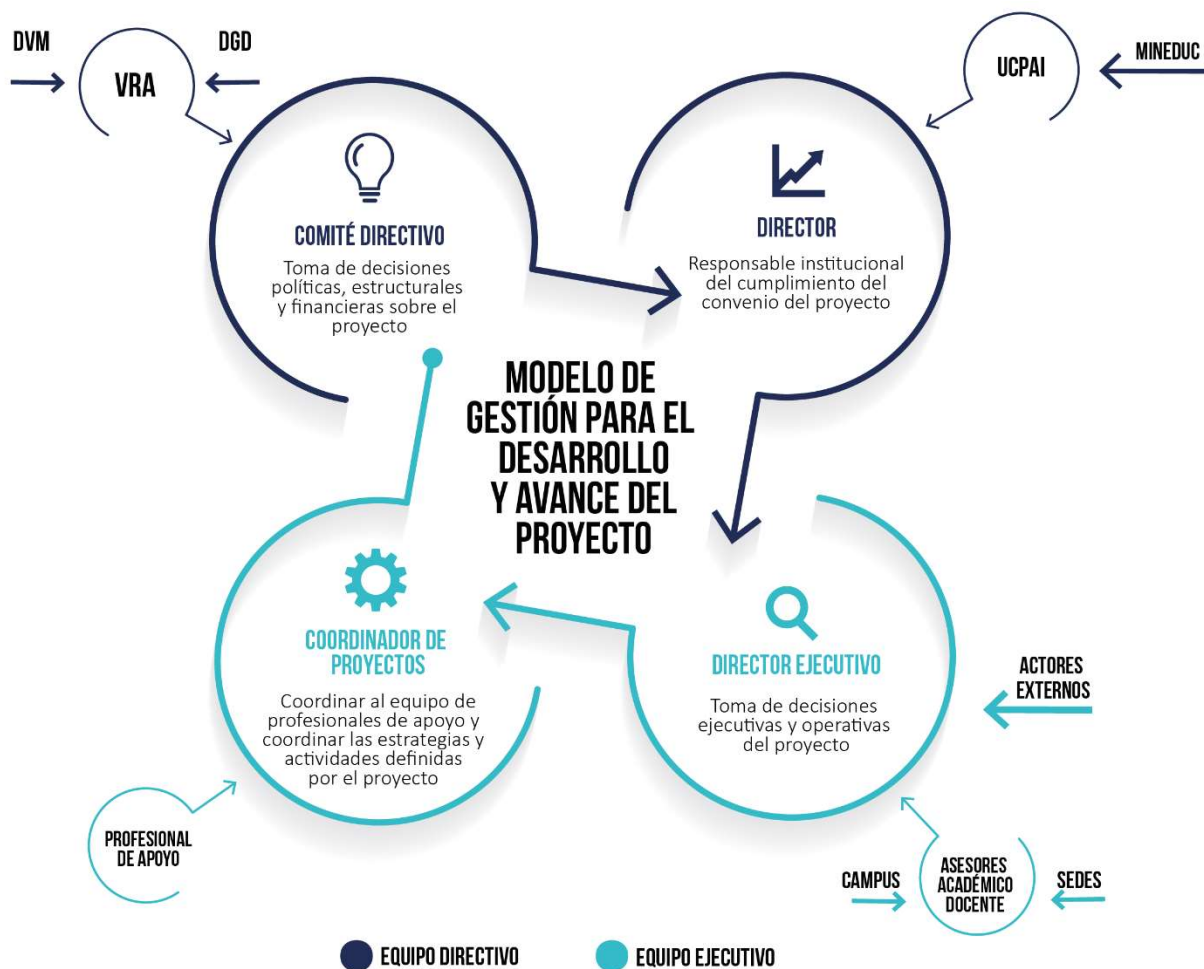 DVM
DGD
VRA
UCPAI
MINEDUC
COMITÉ DIRECTIVO
Toma de decisiones
políticas, estructurales
y financieras sobre el
proyecto
DIRECTOR
Responsable institucional
del cumplimiento del
convenio del proyecto
MODELO DE
GESTIÓN PARA EL
DESARROLLO
Y AVANCE DEL
PROYECTO
COORDINADOR DE
PROYECTOS
Coordinar al equipo de
profesionales de apoyo y
coordinar las estrategias y
actividades definidas
por el proyecto
DIRECTOR EJECUTIVO
Toma de decisiones
ejecutivas y operativas
del proyecto
ACTORES
EXTERNOS
PROFESIONAL
DE APOYO
CAMPUS
ASESORES
ACADÉMICO
DOCENTE
SEDES
EQUIPO DIRECTIVO
EQUIPO EJECUTIVO